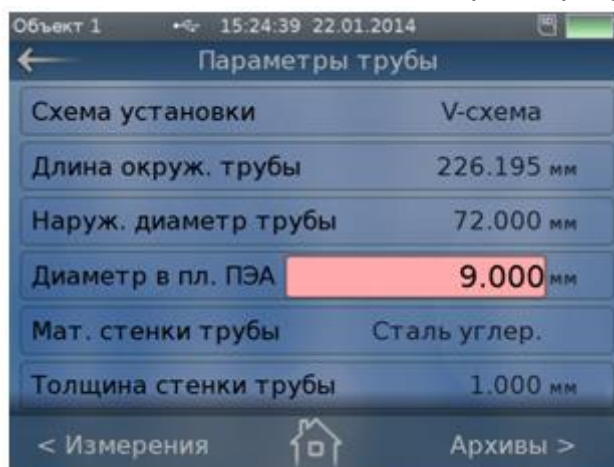 Объект 1 15:24:39 22.01.2014
Параметры трубы
Схема установки V-схема
Длина окруж. трубы 226.195 мм
Наруж. диаметр трубы 72.000 мм
Диаметр в пл. ПЭА 9.000 мм
Мат. стенки трубы Сталь углер.
Толщина стенки трубы 1.000 мм
< Измерения Архивы >